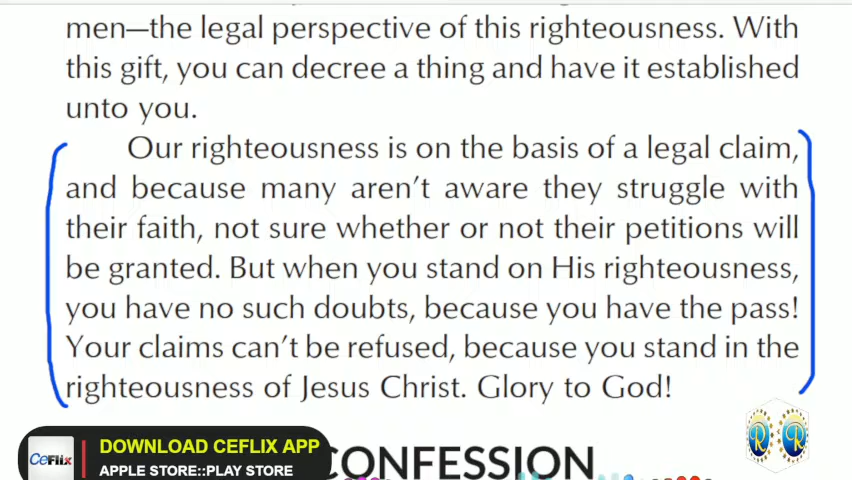 men—the legal perspective of this righteousness. With
this gift, you can decree a thing and have it established
unto you.
Our righteousness is on the basis of a legal claim,
and because many aren't aware they struggle with
their faith, not sure whether or not their petitions will
be granted. But when you stand on His righteousness,
you have no such doubts, because you have the pass!
Your claims can't be refused, because you stand in the
righteousness of Jesus Christ. Glory to God!
CONFESSION
CeFlix
DOWNLOAD CEFLIX APP
APPLE STORE::PLAY STORE
R R